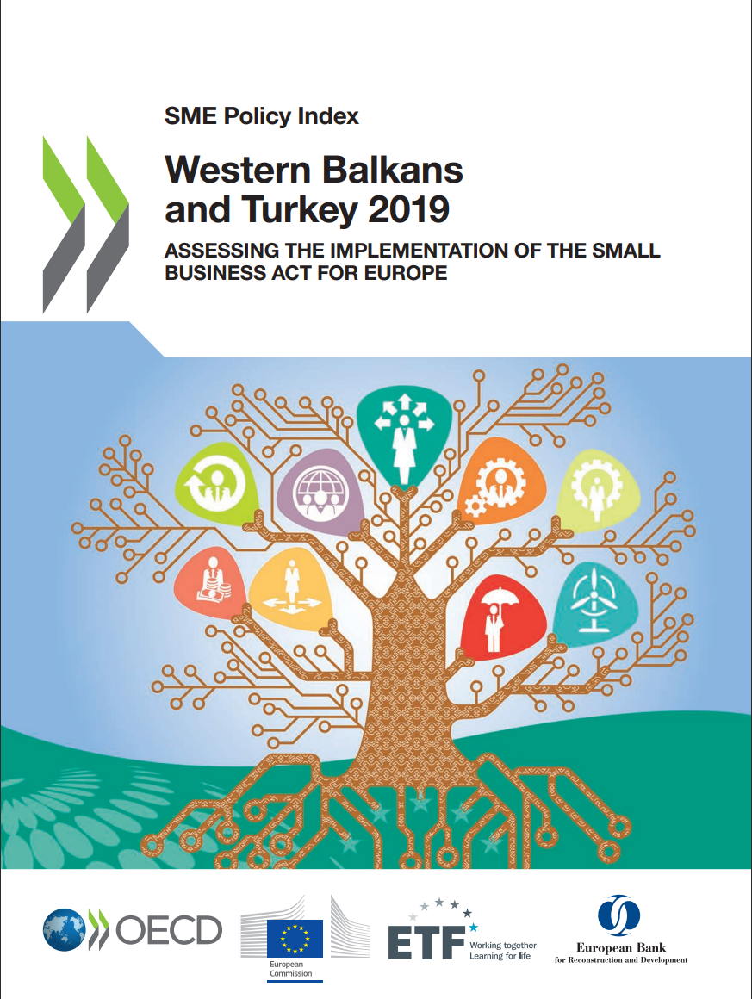 SME Policy Index
Western Balkans
and Turkey 2019
ASSESSING THE IMPLEMENTATION OF THE SMALL
BUSINESS ACT FOR EUROPE
OECD
European
Commission
ETF
Working together
Learning for life
European Bank
for Reconstruction and Development